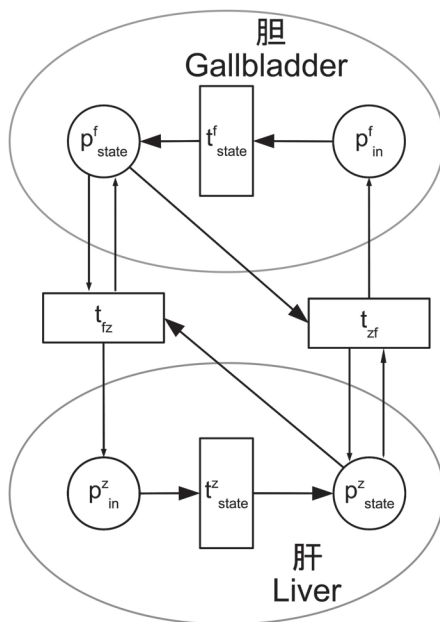 胆
Gallbladder
p^f_state
t^f_state
p^f_in
t_fz
t_zf
p^z_in
t^z_state
p^z_state
肝
Liver